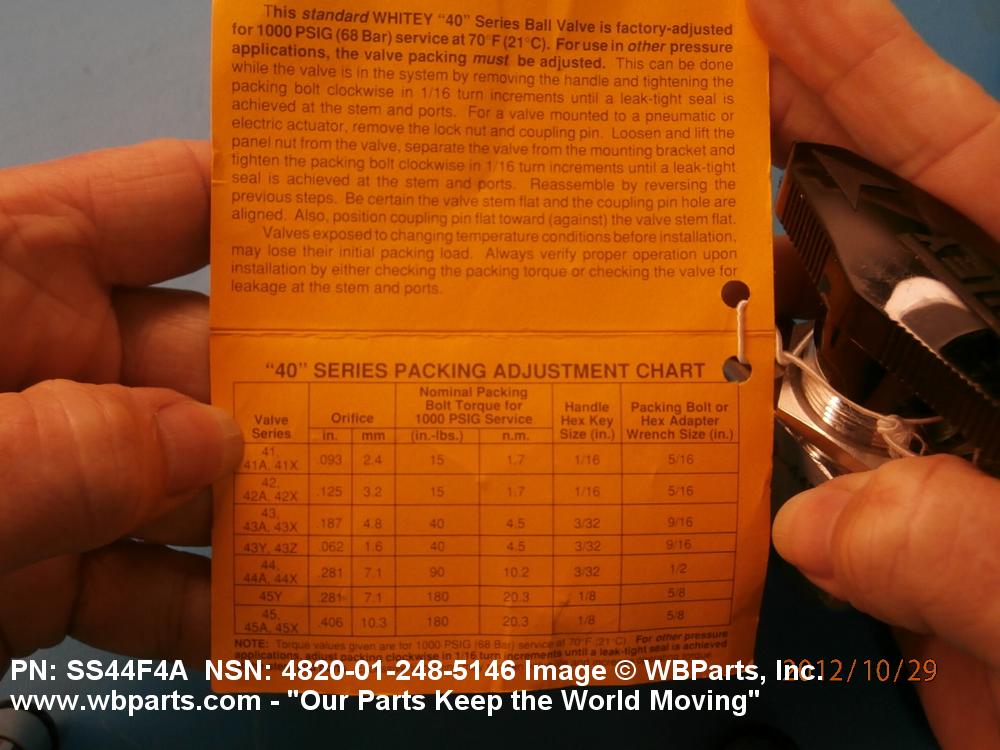 This standard WHITEY "40" Series Ball Valve is factory-adjusted
for 1000 PSIG (68 Bar) service at 70°F (21°C). For use in other pressure
applications, the valve packing must be adjusted. This can be done
while the valve is in the system by removing the handle and tightening the
packing bolt clockwise in 1/16 turn increments until a leak-tight seal is
achieved at the stem and ports. For a valve mounted to a pneumatic or
electric actuator, remove the lock nut and coupling pin. Loosen and lift the
panel nut from the valve, separate the valve from the mounting bracket and
tighten the packing bolt clockwise in 1/16 turn increments until a leak-tight
seal is achieved at the stem and ports. Reassemble by reversing the
previous steps. Be certain the valve stem flat and the coupling pin hole are
aligned. Also, position coupling pin flat toward (against) the valve stem flat.
Valves exposed to changing temperature conditions before installation,
may lose their initial packing load. Always verify proper operation upon
installation by either checking the packing torque or checking the valve for
leakage at the stem and ports.
"40" SERIES PACKING ADJUSTMENT CHART
Valve Series Orifice Nominal Packing Bolt Torque for 1000 PSIG Service Handle Hex Key Size (in.) Packing Bolt or Hex Adapter Wrench Size (in.)
in. mm (in.-lbs.) n.m.
41, 41A, 41X .093 2.4 15 1.7 1/16 5/16
42, 42A, 42X .125 3.2 15 1.7 1/16 5/16
43, 43A, 43X .187 4.8 40 4.5 3/32 9/16
43Y, 43Z .062 1.6 40 4.5 3/32 9/16
44, 44A, 44X .281 7.1 90 10.2 3/32 1/2
45Y .281 7.1 180 20.3 1/8 5/8
45, 45A, 45X .406 10.3 180 20.3 1/8 5/8
NOTE: Torque values given are for 1000 PSIG (68 Bar) service at 70°F (21°C). For other pressure
applications, adjust packing clockwise in 1/16 turn increments until a leak-tight seal is achieved
PN: SS44F4A NSN: 4820-01-248-5146 Image © WBParts, Inc.
2012/10/29
www.wbparts.com - "Our Parts Keep the World Moving"